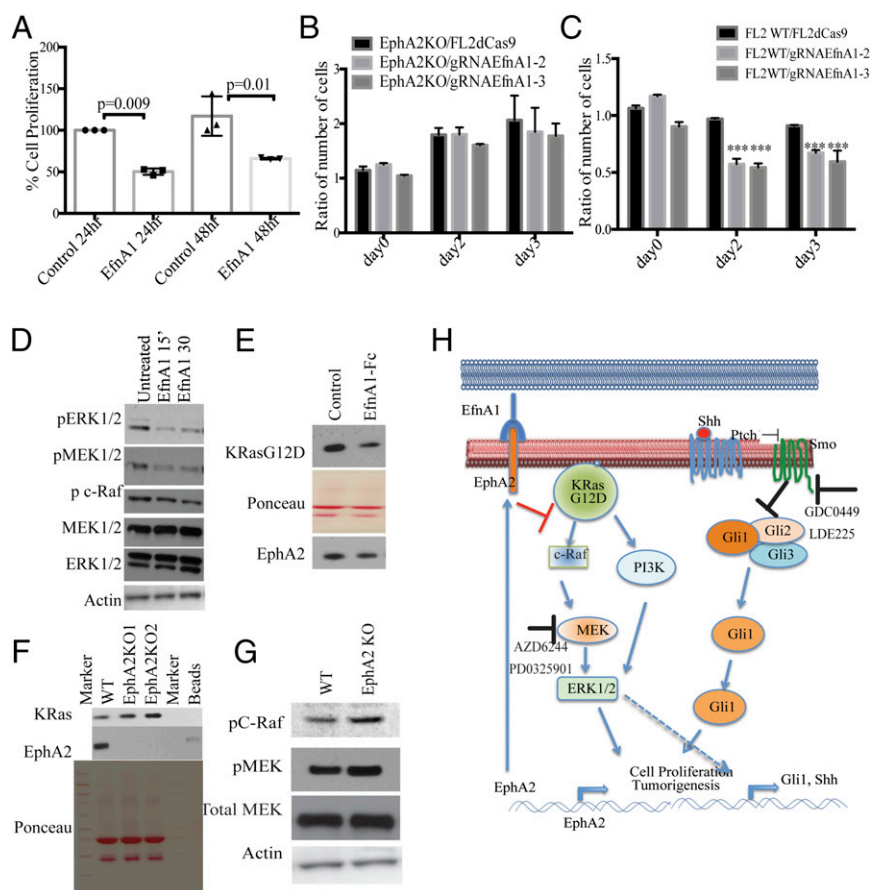 A
% Cell Proliferation
200
150
100
50
0
p=0.009
p=0.01
Control 24hr
EfnA1 24hr
Control 48hr
EfnA1 48hr
B
EphA2KO/FL2dCas9
EphA2KO/gRNAEfnA1-2
EphA2KO/gRNAEfnA1-3
Ratio of number of cells
3
2
1
0
day0
day2
day3
C
FL2 WT/FL2dCas9
FL2WT/gRNAEfnA1-2
FL2WT/gRNAEfnA1-3
Ratio of number of cells
1.5
1.0
0.5
0.0
*** ***
*** ***
day0
day2
day3
D
Untreated
EfnA1 15’
EfnA1 30
pERK1/2
pMEK1/2
p c-Raf
MEK1/2
ERK1/2
Actin
E
Control
EfnA1-Fc
KRasG12D
Ponceau
EphA2
F
Marker
WT
EphA2KO1
EphA2KO2
Marker
Beads
KRas
EphA2
Ponceau
G
WT
EphA2 KO
pC-Raf
pMEK
Total MEK
Actin
H
EfnA1
EphA2
KRas
G12D
c-Raf
PI3K
MEK
AZD6244
PD0325901
ERK1/2
Shh
Ptch
Smo
GDC0449
LDE225
Gli1
Gli2
Gli3
Gli1
Gli1
Cell Proliferation
Tumorigenesis
EphA2
EphA2
Gli1, Shh